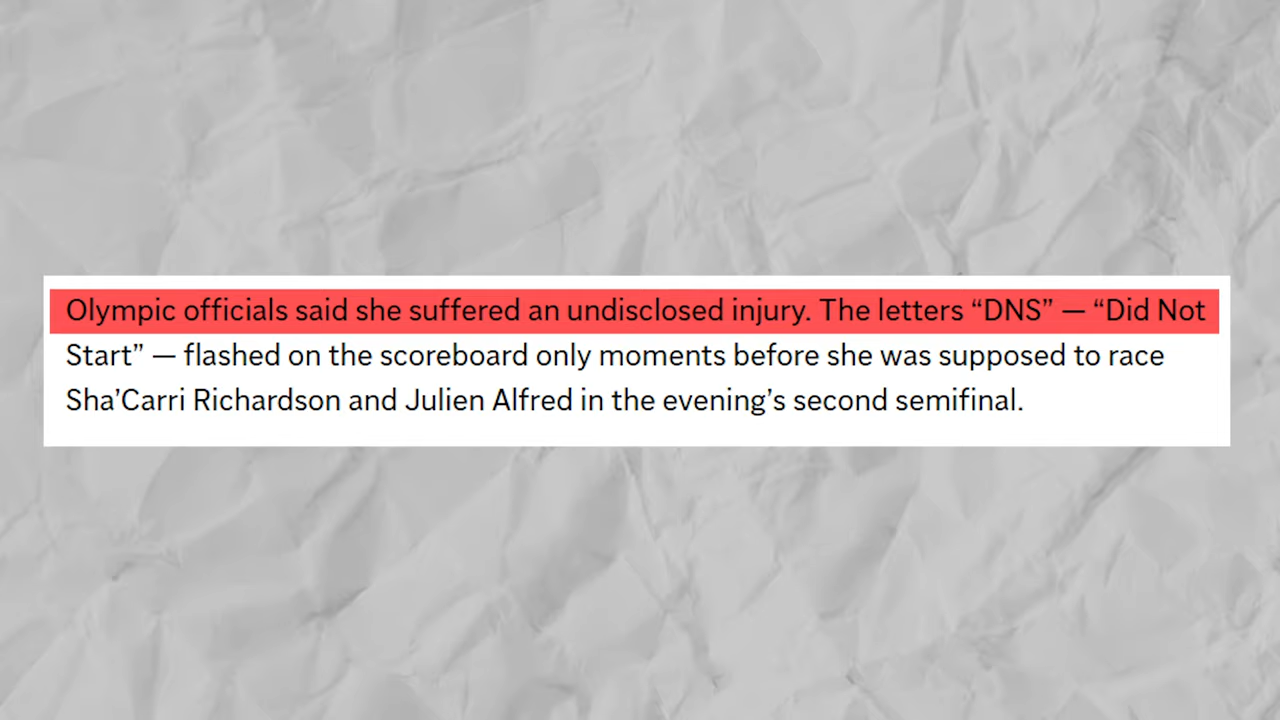 Olympic officials said she suffered an undisclosed injury. The letters “DNS” — “Did Not
Start” — flashed on the scoreboard only moments before she was supposed to race
Sha’Carri Richardson and Julien Alfred in the evening’s second semifinal.